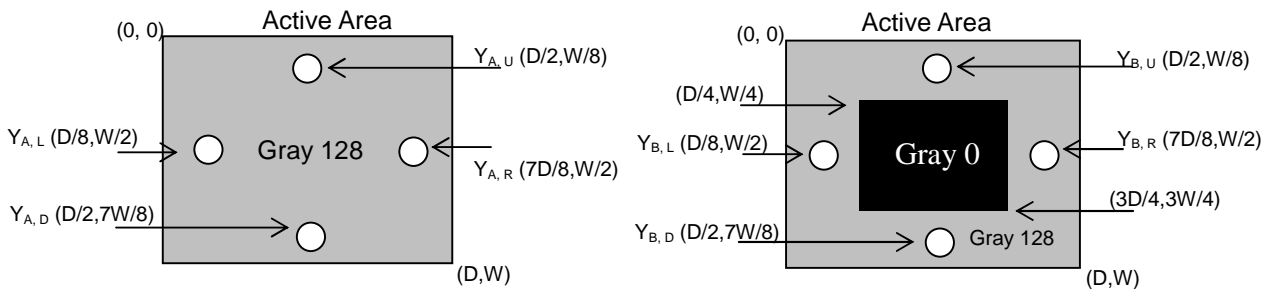 Active Area
(0, 0)
Y_A, U (D/2,W/8)
Y_A, L (D/8,W/2)
Gray 128
Y_A, R (7D/8,W/2)
Y_A, D (D/2,7W/8)
(D,W)
Active Area
(0, 0)
Y_B, U (D/2,W/8)
(D/4,W/4)
Y_B, L (D/8,W/2)
Gray 0
Y_B, R (7D/8,W/2)
(3D/4,3W/4)
Y_B, D (D/2,7W/8)
Gray 128
(D,W)